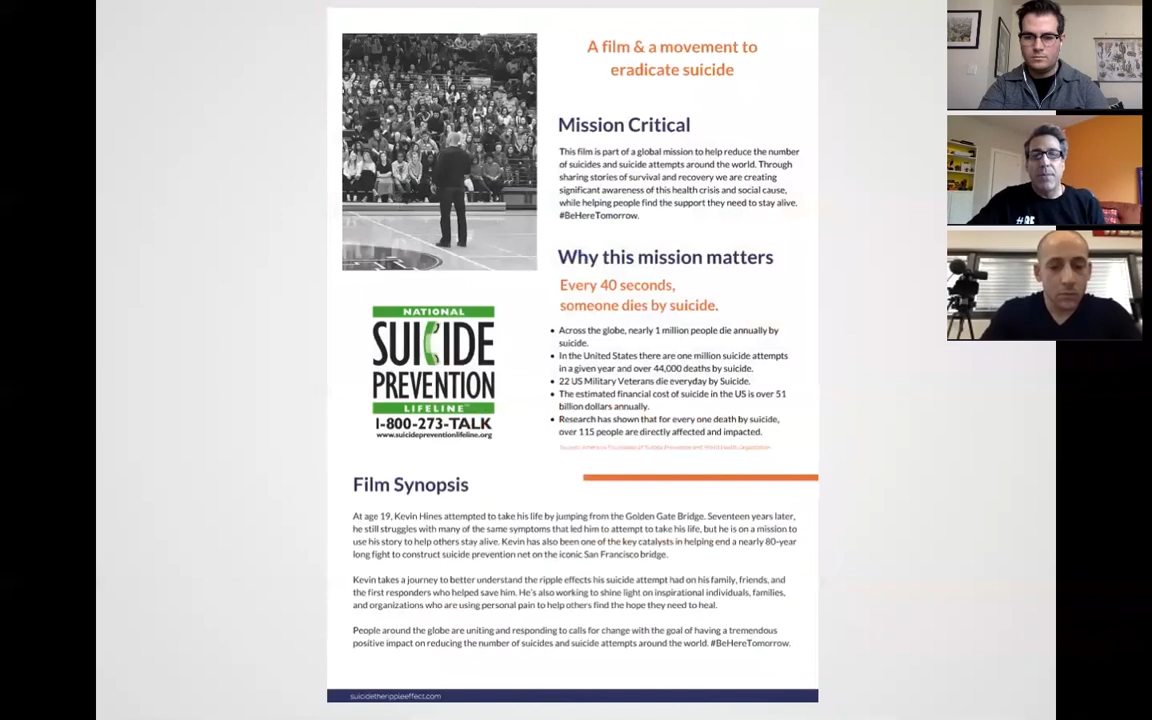 A film & a movement to
eradicate suicide
Mission Critical
This film is part of a global mission to help reduce the number
of suicides and suicide attempts around the world. Through
sharing stories of survival and recovery we are creating
significant awareness of this health crisis and social cause,
while helping people find the support they need to stay alive.
#BeHereTomorrow.
Why this mission matters
Every 40 seconds,
someone dies by suicide.
• Across the globe, nearly 1 million people die annually by
suicide.
• In the United States there are one million suicide attempts
in a given year and over 44,000 deaths by suicide.
• 22 US Military Veterans die everyday by Suicide.
• The estimated financial cost of suicide in the US is over 51
billion dollars annually.
• Research has shown that for every one death by suicide,
over 115 people are directly affected and impacted.
NATIONAL
SUICIDE
PREVENTION
LIFELINE™
1-800-273-TALK
www.suicidepreventionlifeline.org
Film Synopsis
At age 19, Kevin Hines attempted to take his life by jumping from the Golden Gate Bridge. Seventeen years later,
he still struggles with many of the same symptoms that led him to attempt to take his life, but he is on a mission to
use his story to help others stay alive. Kevin has also been one of the key catalysts in helping end a nearly 80-year
long fight to construct suicide prevention net on the iconic San Francisco bridge.
Kevin takes a journey to better understand the ripple effects his suicide attempt had on his family, friends, and
the first responders who helped save him. He's also working to shine light on inspirational individuals, families,
and organizations who are using personal pain to help others find the hope they need to heal.
People around the globe are uniting and responding to calls for change with the goal of having a tremendous
positive impact on reducing the number of suicides and suicide attempts around the world. #BeHereTomorrow.
suicidetherippleeffect.com